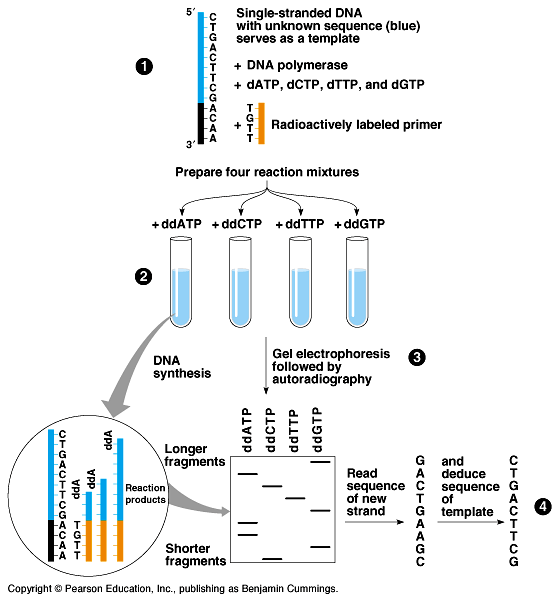 5′
C
T
G
A
C
T
T
C
G
A
C
A
A
3′
Single-stranded DNA
with unknown sequence (blue)
serves as a template
1
+ DNA polymerase
+ dATP, dCTP, dTTP, and dGTP
T
G
T
T
+ Radioactively labeled primer
Prepare four reaction mixtures
+ ddATP + ddCTP + ddTTP + ddGTP
2
DNA
synthesis
Gel electrophoresis
followed by
autoradiography
3
ddATP
ddCTP
ddTTP
ddGTP
Longer
fragments
Shorter
fragments
C
T
G
A
C
T
T
C
G
A
C
A
A
T
G
T
T
ddA
ddA
ddA
Reaction
products
Read
sequence
of new
strand
G
A
C
T
G
A
A
G
C
and
deduce
sequence
of
template
C
T
G
A
C
T
T
C
G
4
Copyright © Pearson Education, Inc., publishing as Benjamin Cummings.